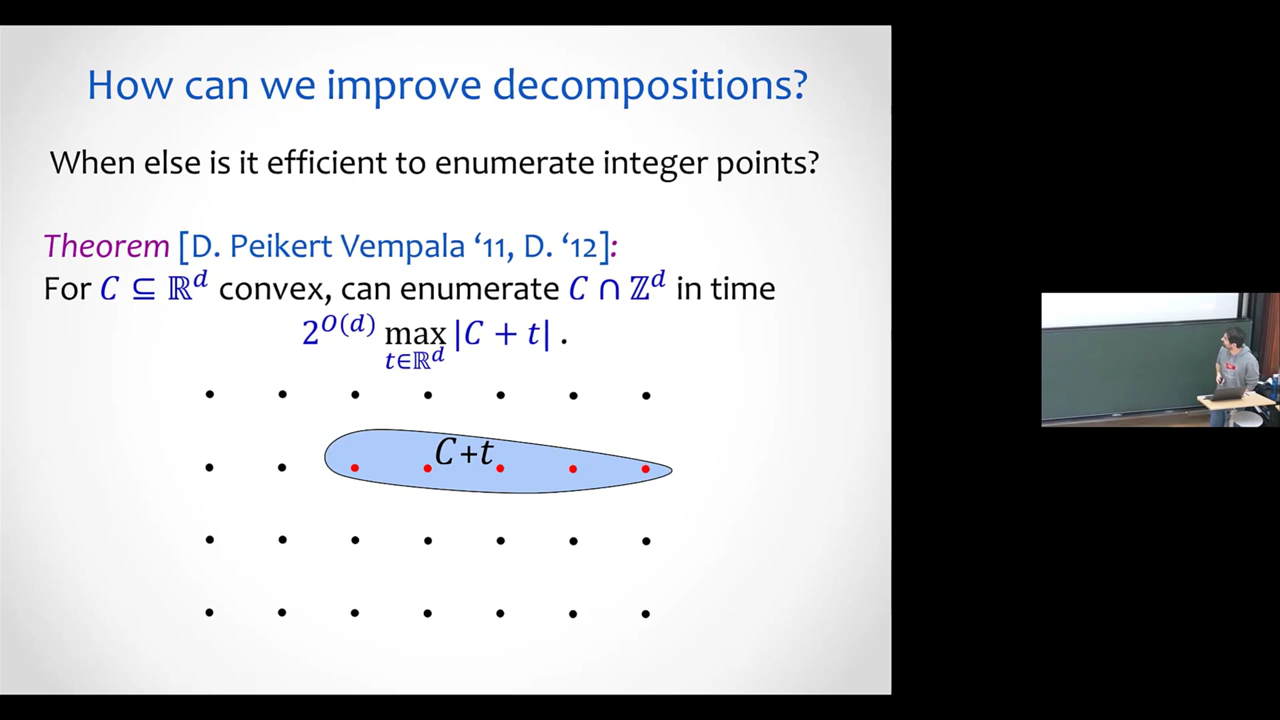 How can we improve decompositions?
When else is it efficient to enumerate integer points?
Theorem [D. Peikert Vempala ‘11, D. ‘12]:
For C ⊆ ℝ^d convex, can enumerate C ∩ ℤ^d in time
2^{O(d)} max_{t∈ℝ^d} |C + t| .
C+t